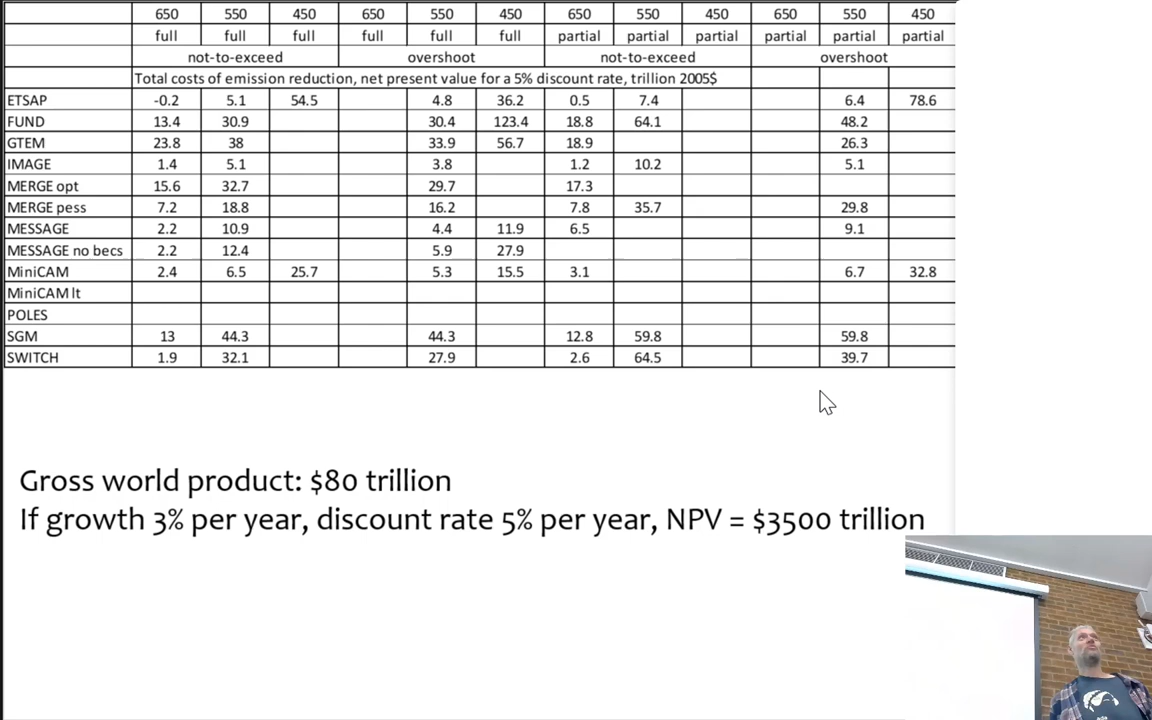 650 550 450 650 550 450 650 550 450 650 550 450
full full full full full full partial partial partial partial partial partial
not-to-exceed overshoot not-to-exceed overshoot
Total costs of emission reduction, net present value for a 5% discount rate, trillion 2005$
ETSAP -0.2 5.1 54.5 4.8 36.2 0.5 7.4 6.4 78.6
FUND 13.4 30.9 30.4 123.4 18.8 64.1 48.2
GTEM 23.8 38 33.9 56.7 18.9 26.3
IMAGE 1.4 5.1 3.8 1.2 10.2 5.1
MERGE opt 15.6 32.7 29.7 17.3
MERGE pess 7.2 18.8 16.2 7.8 35.7 29.8
MESSAGE 2.2 10.9 4.4 11.9 6.5 9.1
MESSAGE no becs 2.2 12.4 5.9 27.9
MiniCAM 2.4 6.5 25.7 5.3 15.5 3.1 6.7 32.8
MiniCAM lt
POLES
SGM 13 44.3 44.3 12.8 59.8 59.8
SWITCH 1.9 32.1 27.9 2.6 64.5 39.7
Gross world product: $80 trillion
If growth 3% per year, discount rate 5% per year, NPV = $3500 trillion